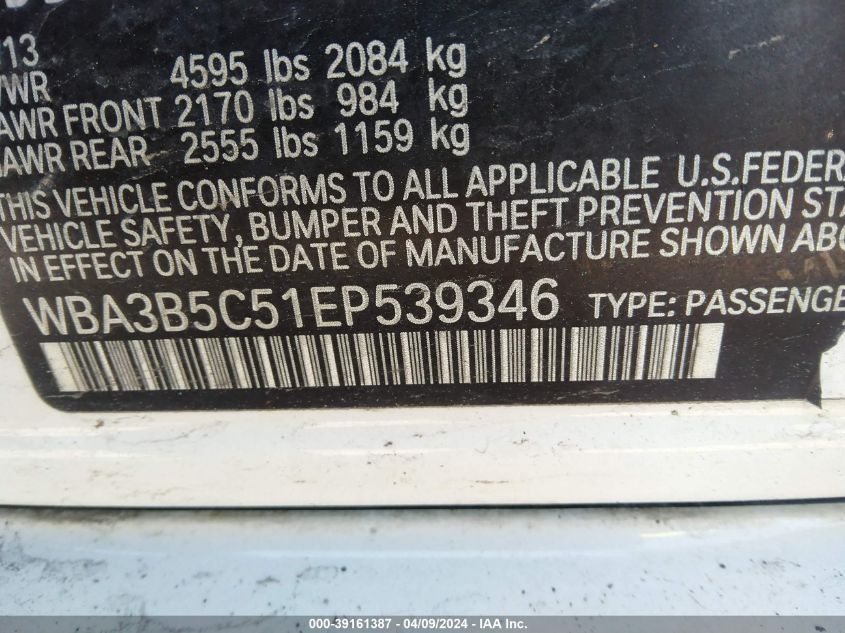 13
4595 lbs 2084 kg
AWR FRONT 2170 lbs 984 kg
AWR REAR 2555 lbs 1159 kg
THIS VEHICLE CONFORMS TO ALL APPLICABLE U.S.FEDER
VEHICLE SAFETY, BUMPER AND THEFT PREVENTION STA
IN EFFECT ON THE DATE OF MANUFACTURE SHOWN ABO
WBA3B5C51EP539346 TYPE: PASSENGE
000-39161387 - 04/09/2024 - IAA Inc.